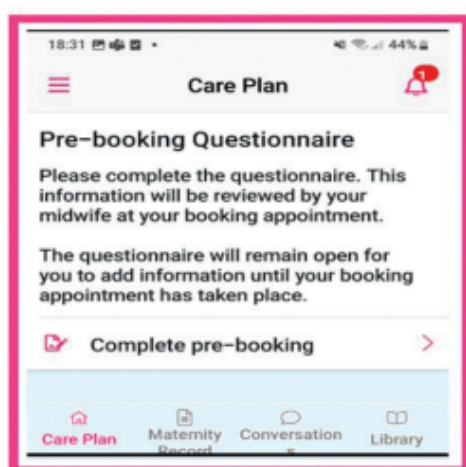 18:31 44%
Care Plan 1
Pre-booking Questionnaire
Please complete the questionnaire. This
information will be reviewed by your
midwife at your booking appointment.
The questionnaire will remain open for
you to add information until your booking
appointment has taken place.
Complete pre-booking
Care Plan Maternity Conversation Library
Record s